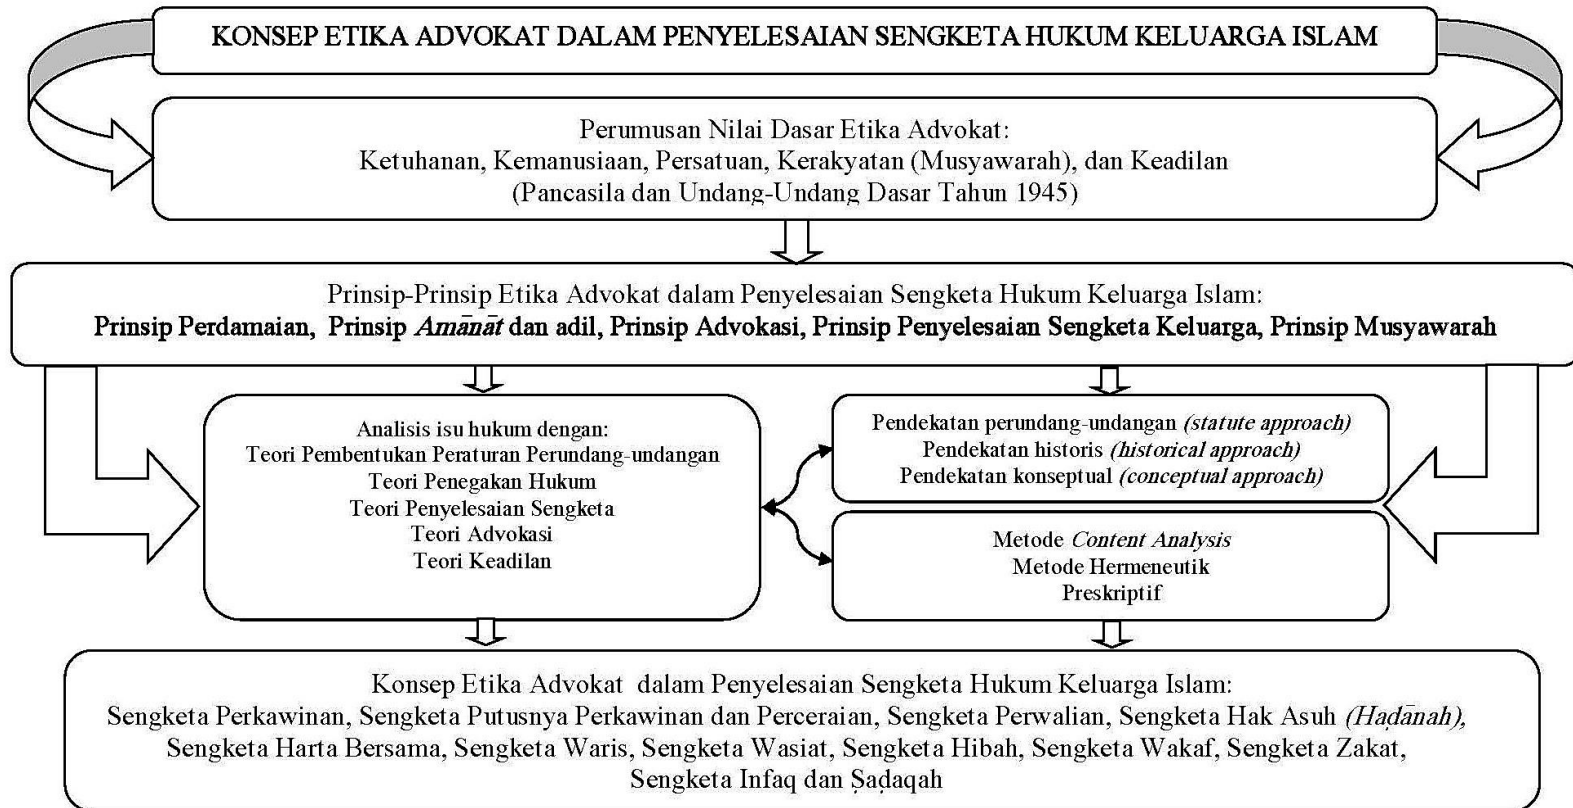 KONSEP ETIKA ADVOKAT DALAM PENYELESAIAN SENGKETA HUKUM KELUARGA ISLAM
Perumusan Nilai Dasar Etika Advokat:
Ketuhanan, Kemanusiaan, Persatuan, Kerakyatan (Musyawarah), dan Keadilan
(Pancasila dan Undang-Undang Dasar Tahun 1945)
Prinsip-Prinsip Etika Advokat dalam Penyelesaian Sengketa Hukum Keluarga Islam:
Prinsip Perdamaian, Prinsip Amānāt dan adil, Prinsip Advokasi, Prinsip Penyelesaian Sengketa Keluarga, Prinsip Musyawarah
Analisis isu hukum dengan:
Teori Pembentukan Peraturan Perundang-undangan
Teori Penegakan Hukum
Teori Penyelesaian Sengketa
Teori Advokasi
Teori Keadilan
Pendekatan perundang-undangan (statute approach)
Pendekatan historis (historical approach)
Pendekatan konseptual (conceptual approach)
Metode Content Analysis
Metode Hermeneutik
Preskriptif
Konsep Etika Advokat dalam Penyelesaian Sengketa Hukum Keluarga Islam:
Sengketa Perkawinan, Sengketa Putusnya Perkawinan dan Perceraian, Sengketa Perwalian, Sengketa Hak Asuh (Haḍānah),
Sengketa Harta Bersama, Sengketa Waris, Sengketa Wasiat, Sengketa Hibah, Sengketa Wakaf, Sengketa Zakat,
Sengketa Infaq dan Ṣaḍaqah